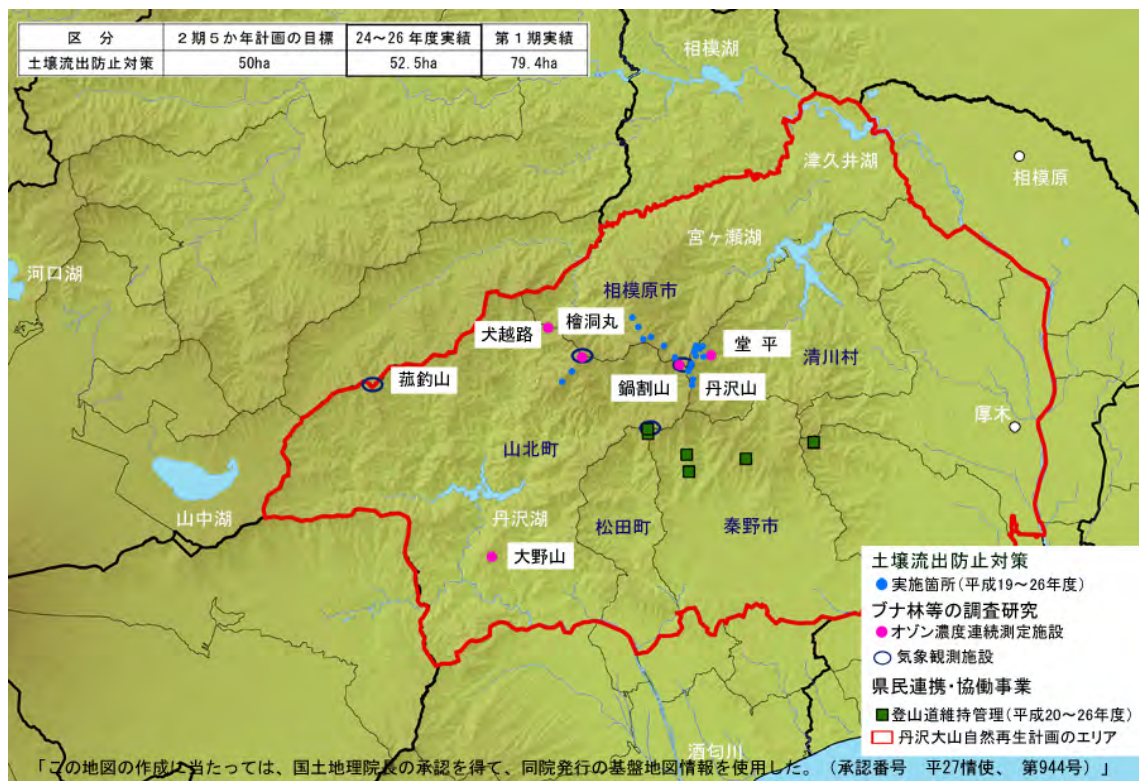 区 分 2期5か年計画の目標 24~26年度実績 第1期実績
土壌流出防止対策 50ha 52.5ha 79.4ha
相模湖
津久井湖
相模原
宮ヶ瀬湖
河口湖
相模原市
犬越路
檜洞丸
堂 平
清川村
菰釣山
鍋割山
丹沢山
厚木
山北町
山中湖
丹沢湖
松田町
秦野市
大野山
土壌流出防止対策
実施箇所(平成19~26年度)
ブナ林等の調査研究
オゾン濃度連続測定施設
気象観測施設
県民連携・協働事業
登山道維持管理(平成20~26年度)
丹沢大山自然再生計画のエリア
酒匂川
「この地図の作成に当たっては、国土地理院長の承認を得て、同院発行の基盤地図情報を使用した。(承認番号 平27情使、 第944号)」